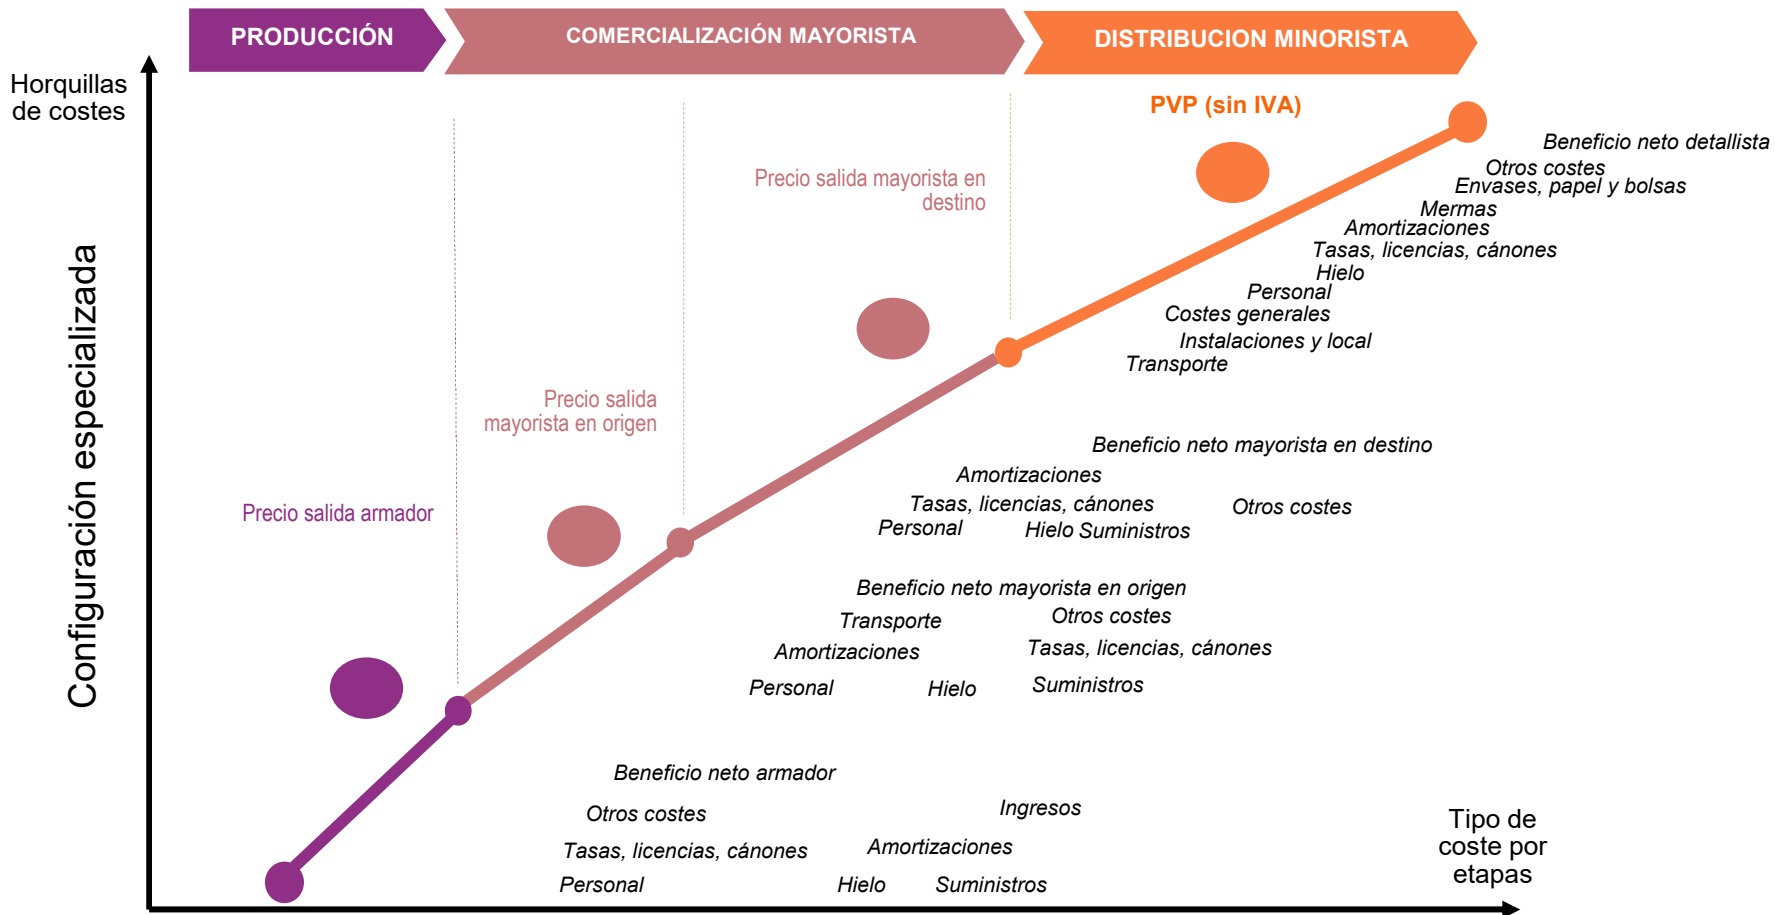 PRODUCCIÓN
COMERCIALIZACIÓN MAYORISTA
DISTRIBUCION MINORISTA
Horquillas
de costes
PVP (sin IVA)
Beneficio neto detallista
Otros costes
Envases, papel y bolsas
Mermas
Amortizaciones
Tasas, licencias, cánones
Hielo
Personal
Costes generales
Instalaciones y local
Transporte
Precio salida mayorista en
destino
Configuración especializada
Precio salida
mayorista en origen
Beneficio neto mayorista en destino
Amortizaciones
Tasas, licencias, cánones
Otros costes
Personal
Hielo
Suministros
Precio salida armador
Beneficio neto mayorista en origen
Transporte
Otros costes
Amortizaciones
Tasas, licencias, cánones
Personal
Hielo
Suministros
Beneficio neto armador
Otros costes
Ingresos
Tasas, licencias, cánones
Amortizaciones
Personal
Hielo
Suministros
Tipo de
coste por
etapas